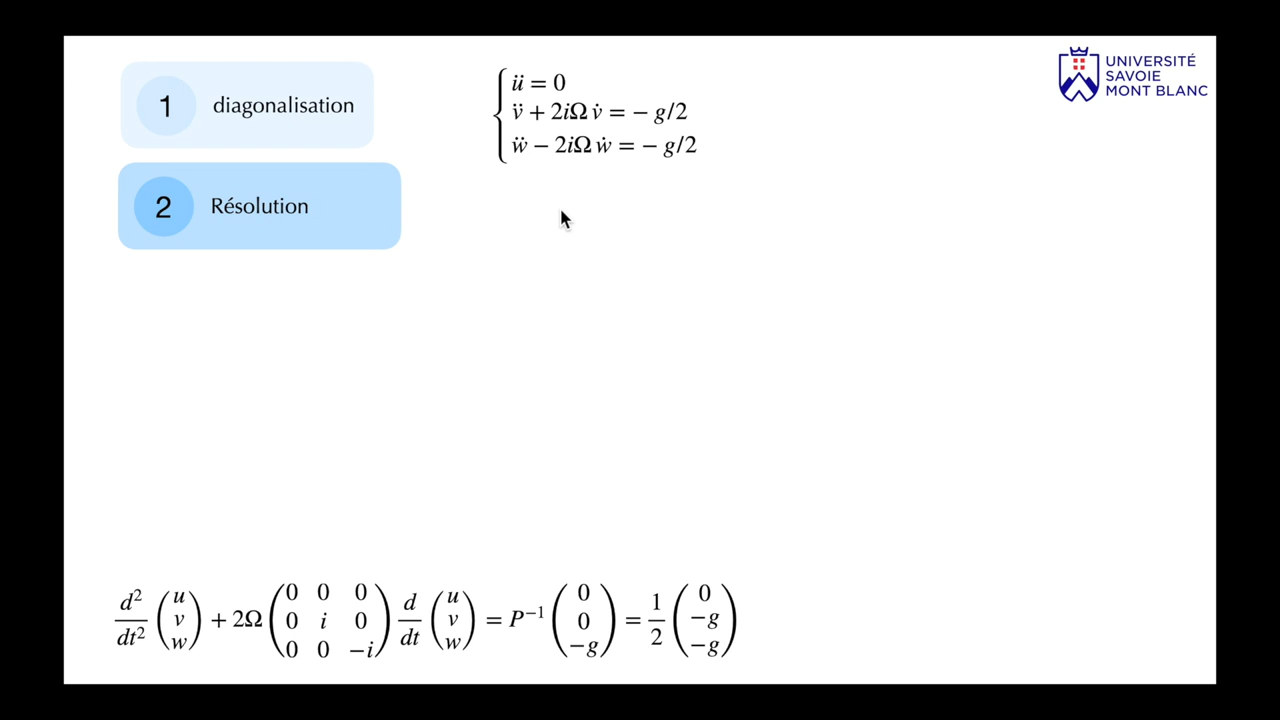 1 diagonalisation
2 Résolution
ü = 0
v̈ + 2iΩ v̇ = − g/2
ẅ − 2iΩ ẇ = − g/2
UNIVERSITÉ
SAVOIE
MONT BLANC
d²/dt² (u v w) + 2Ω (0 0 0 0 i 0 0 0 −i) d/dt (u v w) = P⁻¹ (0 0 −g) = 1/2 (0 −g −g)